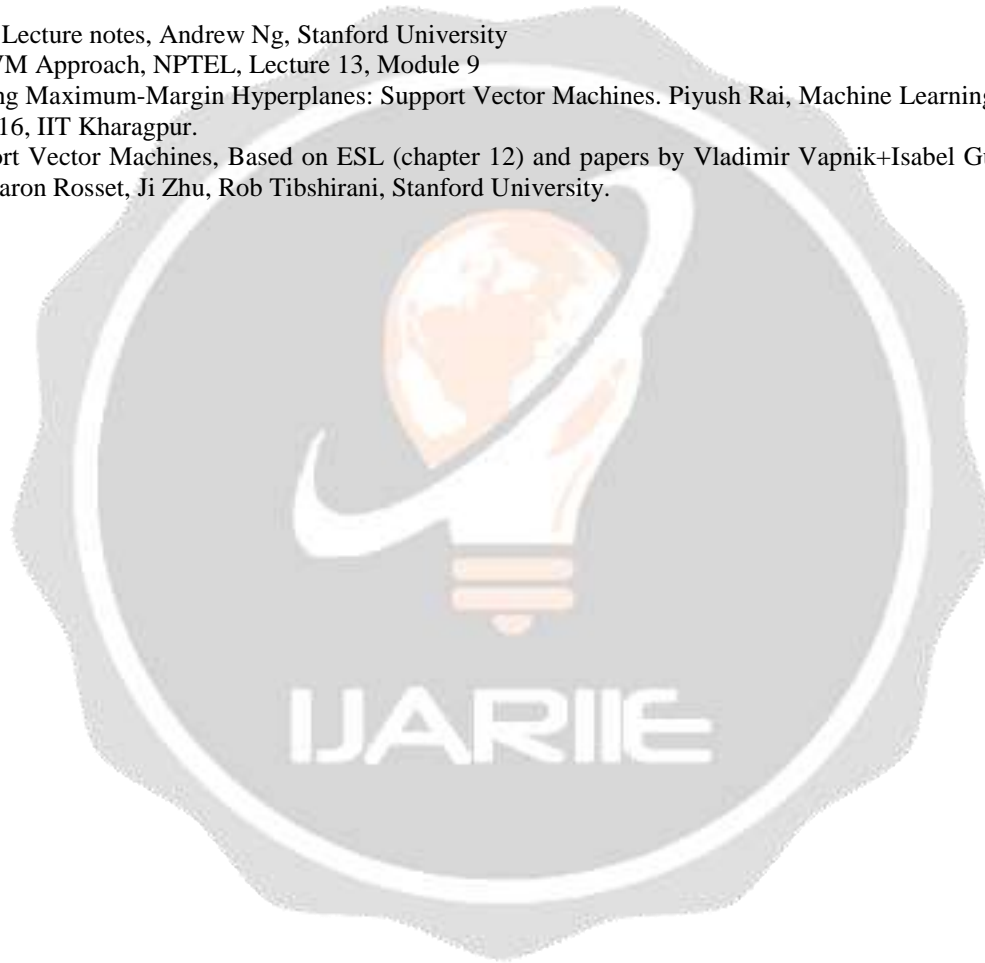 Lecture notes, Andrew Ng, Stanford University
VM Approach, NPTEL, Lecture 13, Module 9
ng Maximum-Margin Hyperplanes: Support Vector Machines. Piyush Rai, Machine Learning
16, IIT Kharagpur.
ort Vector Machines, Based on ESL (chapter 12) and papers by Vladimir Vapnik+Isabel Gu
aron Rosset, Ji Zhu, Rob Tibshirani, Stanford University.
IJARIIE